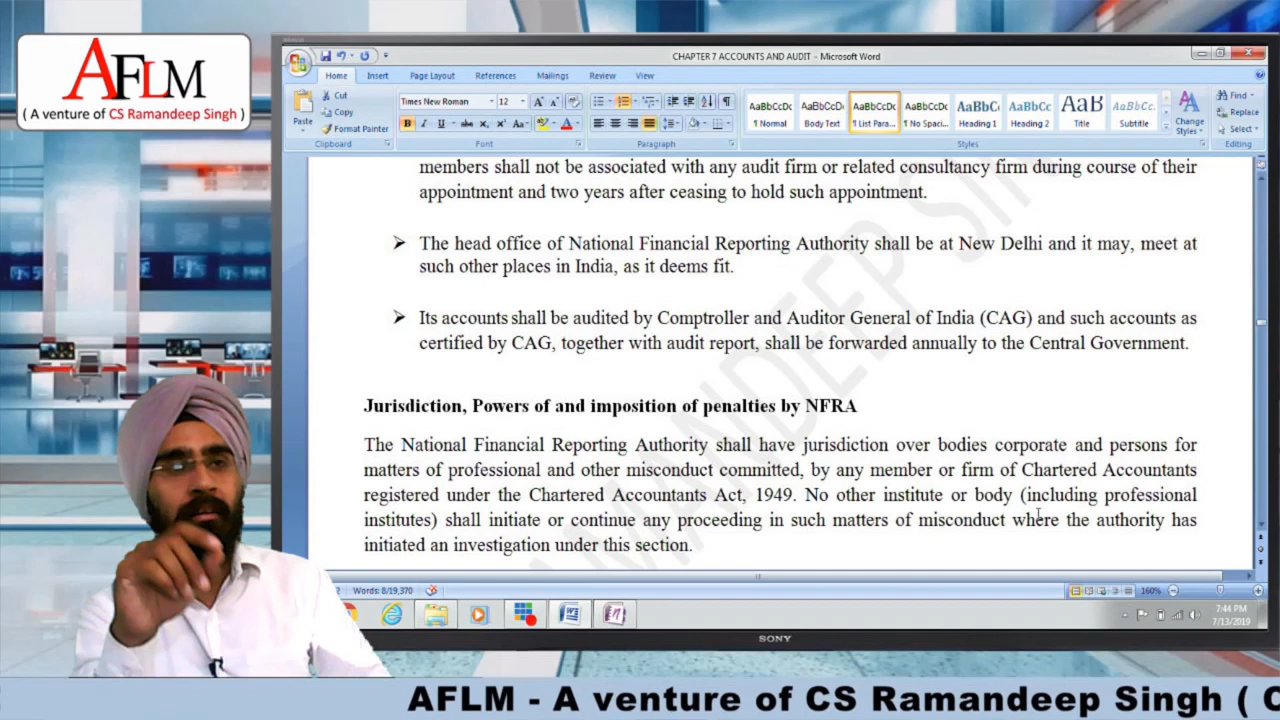 AFLM
( A venture of CS Ramandeep Singh )
CHAPTER 7 ACCOUNTS AND AUDIT - Microsoft Word
Home Insert Page Layout References Mailings Review View
Paste
Cut
Copy
Format Painter
Clipboard
Times New Roman 12
Font
Paragraph
AaBbCcDc AaBbCcDc AaBbCcDc AaBbCcDc AaBbC AaBbCc AaB AaBbCc.
¶ Normal Body Text ¶ List Para... ¶ No Spaci... Heading 1 Heading 2 Title Subtitle
Change Styles
Styles
Find
Replace
Select
Editing
members shall not be associated with any audit firm or related consultancy firm during course of their
appointment and two years after ceasing to hold such appointment.
➢ The head office of National Financial Reporting Authority shall be at New Delhi and it may, meet at
such other places in India, as it deems fit.
➢ Its accounts shall be audited by Comptroller and Auditor General of India (CAG) and such accounts as
certified by CAG, together with audit report, shall be forwarded annually to the Central Government.
Jurisdiction, Powers of and imposition of penalties by NFRA
The National Financial Reporting Authority shall have jurisdiction over bodies corporate and persons for
matters of professional and other misconduct committed, by any member or firm of Chartered Accountants
registered under the Chartered Accountants Act, 1949. No other institute or body (including professional
institutes) shall initiate or continue any proceeding in such matters of misconduct where the authority has
initiated an investigation under this section.
AMANDEEP SI
Words: 8/19,370
160%
7:44 PM
7/13/2019
SONY
AFLM - A venture of CS Ramandeep Singh (